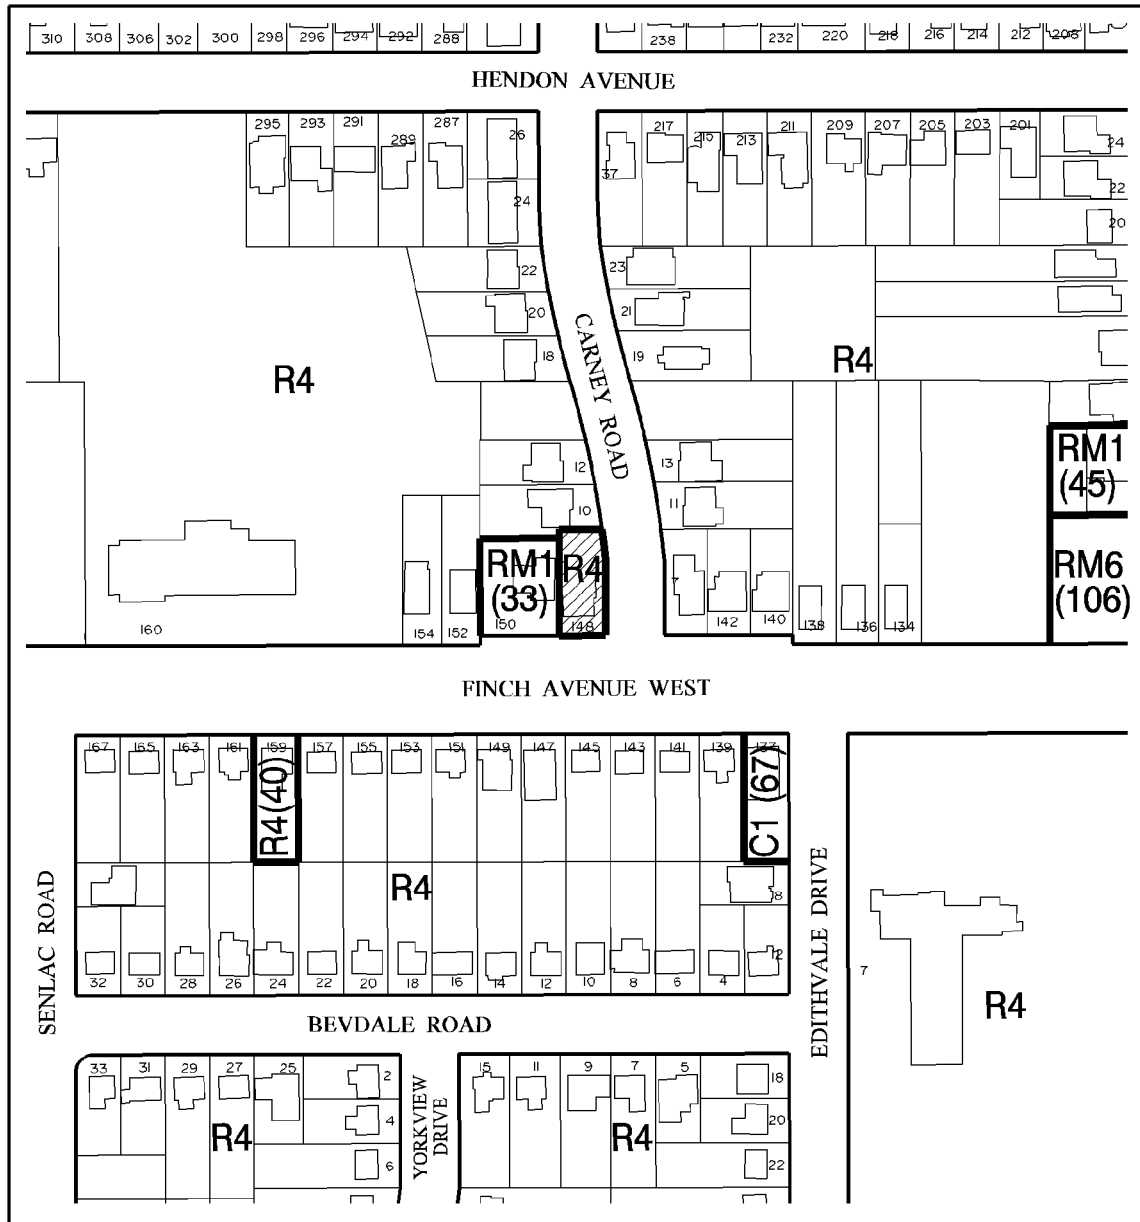 310 308 306 302 300 298 296 294 292 288 238 232 220 218 216 214 212 208
HENDON AVENUE
295 293 291 289 287 26 217 215 213 211 209 207 205 203 201 24
37 22
24 20
22 23
20 21
18 19
R4 R4
CARNEY ROAD
12 13 RM1
(45)
10 11
RM1
(33) R4 7 RM6
(106)
160 154 152 150 148 142 140 138 136 134
FINCH AVENUE WEST
167 165 163 161 159 157 155 153 151 149 147 145 143 141 139 137
R4(40) C1 (67)
R4 8
SENLAC ROAD
EDITHVALE DRIVE
32 30 28 26 24 22 20 18 16 14 12 10 8 6 4 12
7
R4
BEVDALE ROAD
33 31 29 27 25 2 15 11 9 7 5 18
4 20
R4 R4
6 22
YORKVIEW
DRIVE